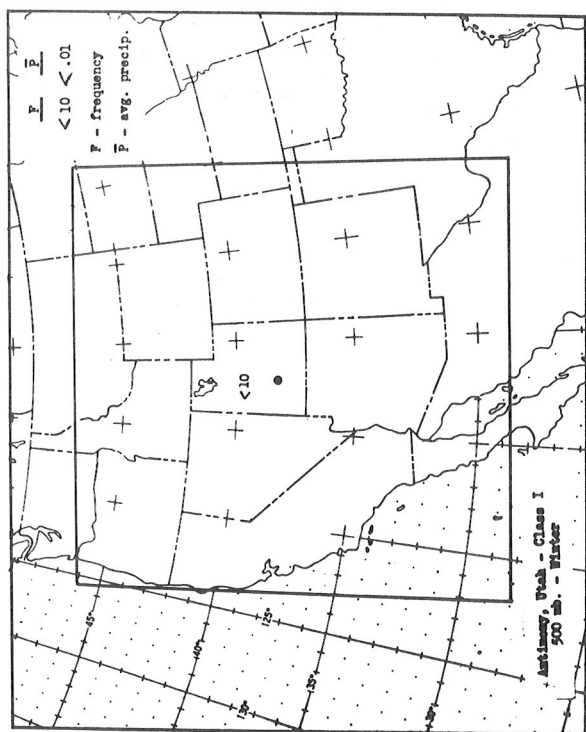 F P̄
<10 <.01
F - frequency
P̄ - avg. precip.
<10
45°
40°
35°
30°
125°
130°
Antimony, Utah - Class I
500 mb. - Winter